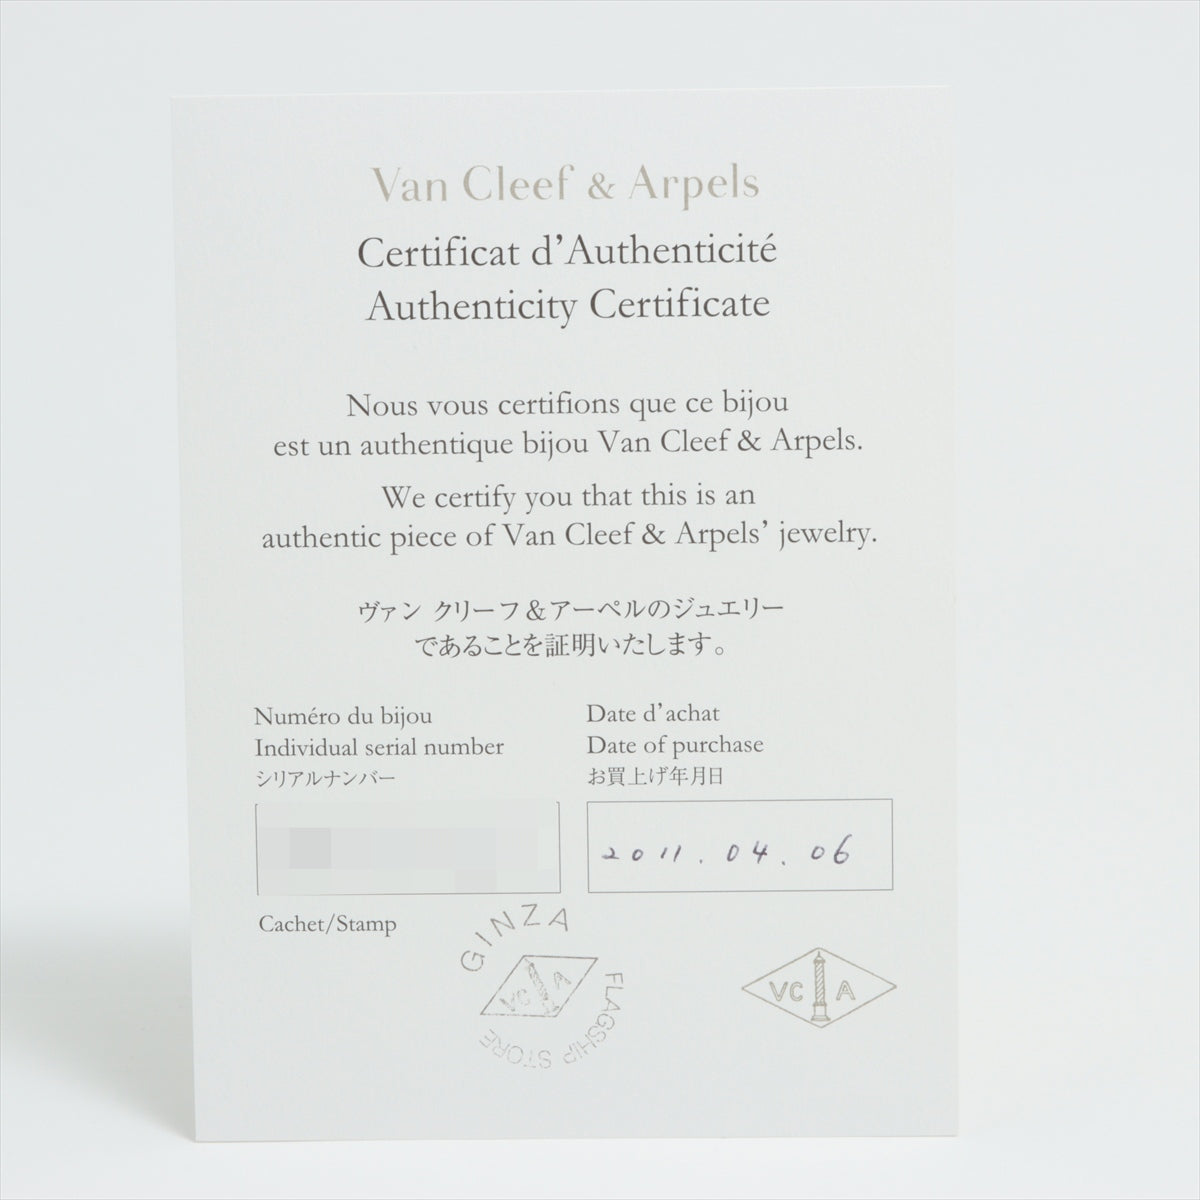 Van Cleef & Arpels
Certificat d’Authenticité
Authenticity Certificate
Nous vous certifions que ce bijou
est un authentique bijou Van Cleef & Arpels.
We certify you that this is an
authentic piece of Van Cleef & Arpels’ jewelry.
ヴァン クリーフ&アーペルのジュエリー
であることを証明いたします。
Numéro du bijou
Individual serial number
シリアルナンバー
Date d’achat
Date of purchase
お買上げ年月日
2011.04.06
Cachet/Stamp
GINZA
FLAGSHIP STORE
VC A
VC A